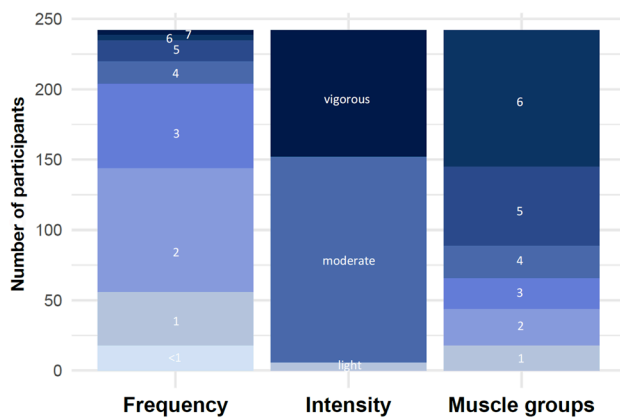 Number of participants
250
200
150
100
50
0
7
6
5
4
3
2
1
<1
vigorous
moderate
light
6
5
4
3
2
1
Frequency
Intensity
Muscle groups